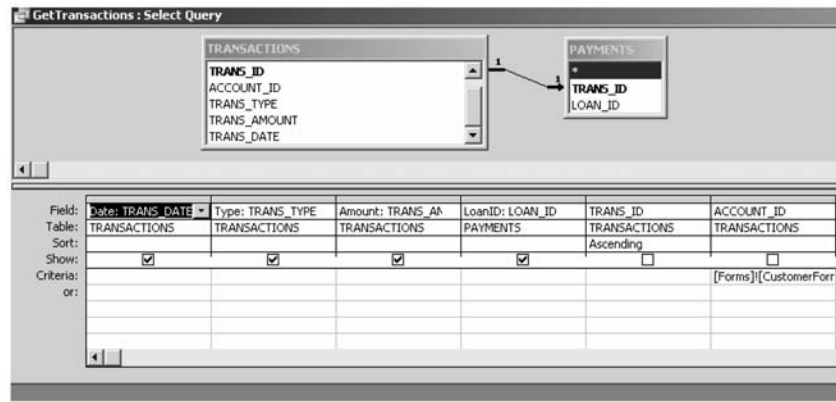 GetTransactions : Select Query
TRANSACTIONS
TRANS_ID
ACCOUNT_ID
TRANS_TYPE
TRANS_AMOUNT
TRANS_DATE
1
1
PAYMENTS
*
TRANS_ID
LOAN_ID
Field: Date: TRANS_DATE Type: TRANS_TYPE Amount: TRANS_AM LoanID: LOAN_ID TRANS_ID ACCOUNT_ID
Table: TRANSACTIONS TRANSACTIONS TRANSACTIONS PAYMENTS TRANSACTIONS TRANSACTIONS
Sort: Ascending
Show:
Criteria: [Forms]![CustomerForr
or: